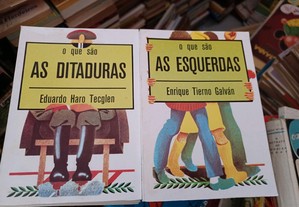 o que são
AS DITADURAS
Eduardo Haro Tecglen
o que são
AS ESQUERDAS
Enrique Tierno Galván